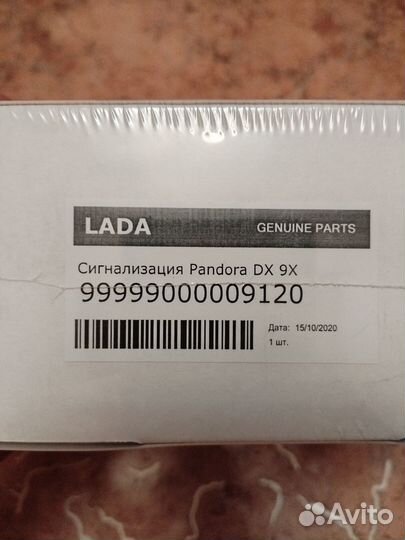 LADA GENUINE PARTS
Сигнализация Pandora DX 9X
99999000009120
Дата: 15/10/2020
1 шт.
Avito